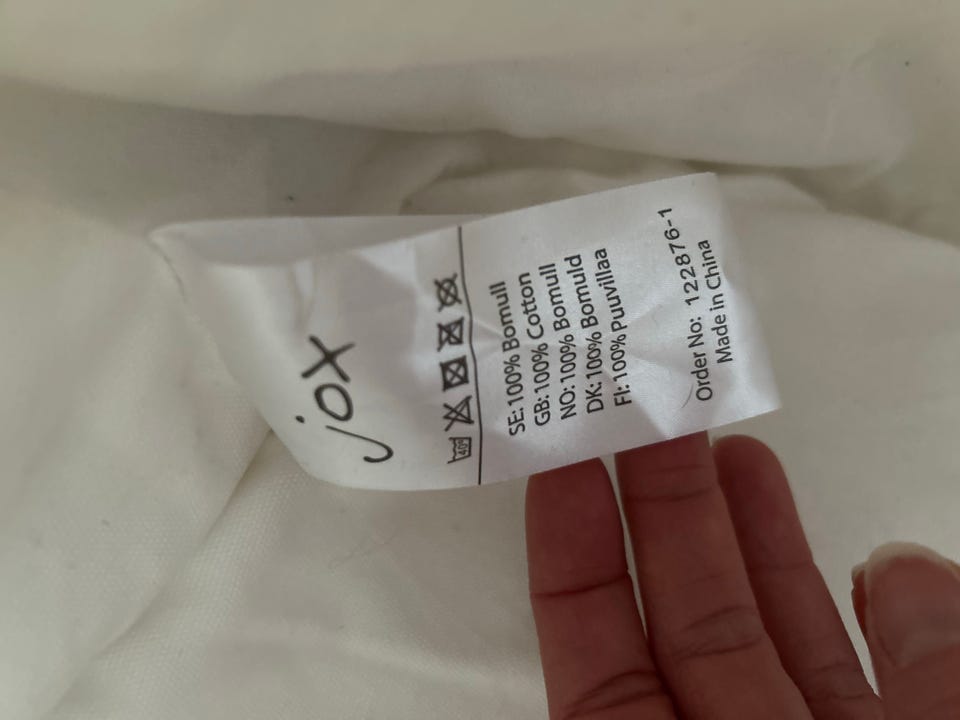 jox
40°
SE: 100% Bomull
GB: 100% Cotton
NO: 100% Bomull
DK: 100% Bomuld
FI: 100% Puuvillaa
Order No: 122876-1
Made in China